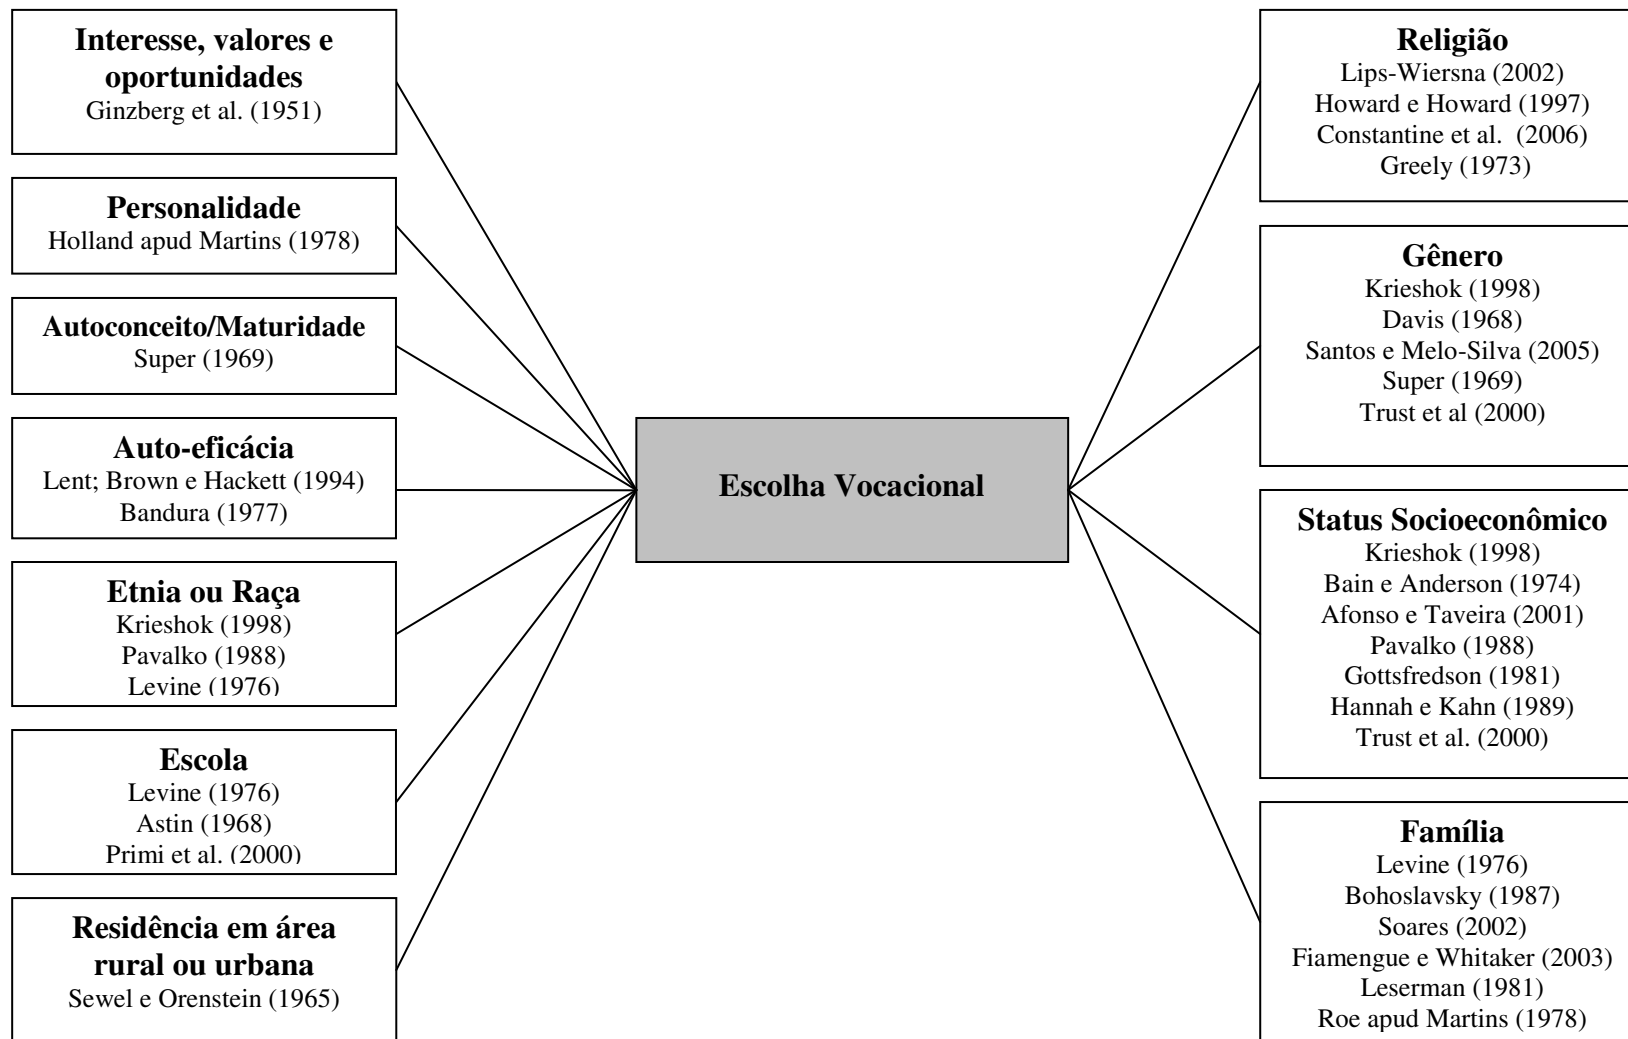 Interesse, valores e
oportunidades
Ginzberg et al. (1951)
Personalidade
Holland apud Martins (1978)
Autoconceito/Maturidade
Super (1969)
Auto-eficácia
Lent; Brown e Hackett (1994)
Bandura (1977)
Etnia ou Raça
Krieshok (1998)
Pavalko (1988)
Levine (1976)
Escola
Levine (1976)
Astin (1968)
Primi et al. (2000)
Residência em área
rural ou urbana
Sewel e Orenstein (1965)
Escolha Vocacional
Religião
Lips-Wiersna (2002)
Howard e Howard (1997)
Constantine et al. (2006)
Greely (1973)
Gênero
Krieshok (1998)
Davis (1968)
Santos e Melo-Silva (2005)
Super (1969)
Trust et al (2000)
Status Socioeconômico
Krieshok (1998)
Bain e Anderson (1974)
Afonso e Taveira (2001)
Pavalko (1988)
Gottsfredson (1981)
Hannah e Kahn (1989)
Trust et al. (2000)
Família
Levine (1976)
Bohoslavsky (1987)
Soares (2002)
Fiamengue e Whitaker (2003)
Leserman (1981)
Roe apud Martins (1978)